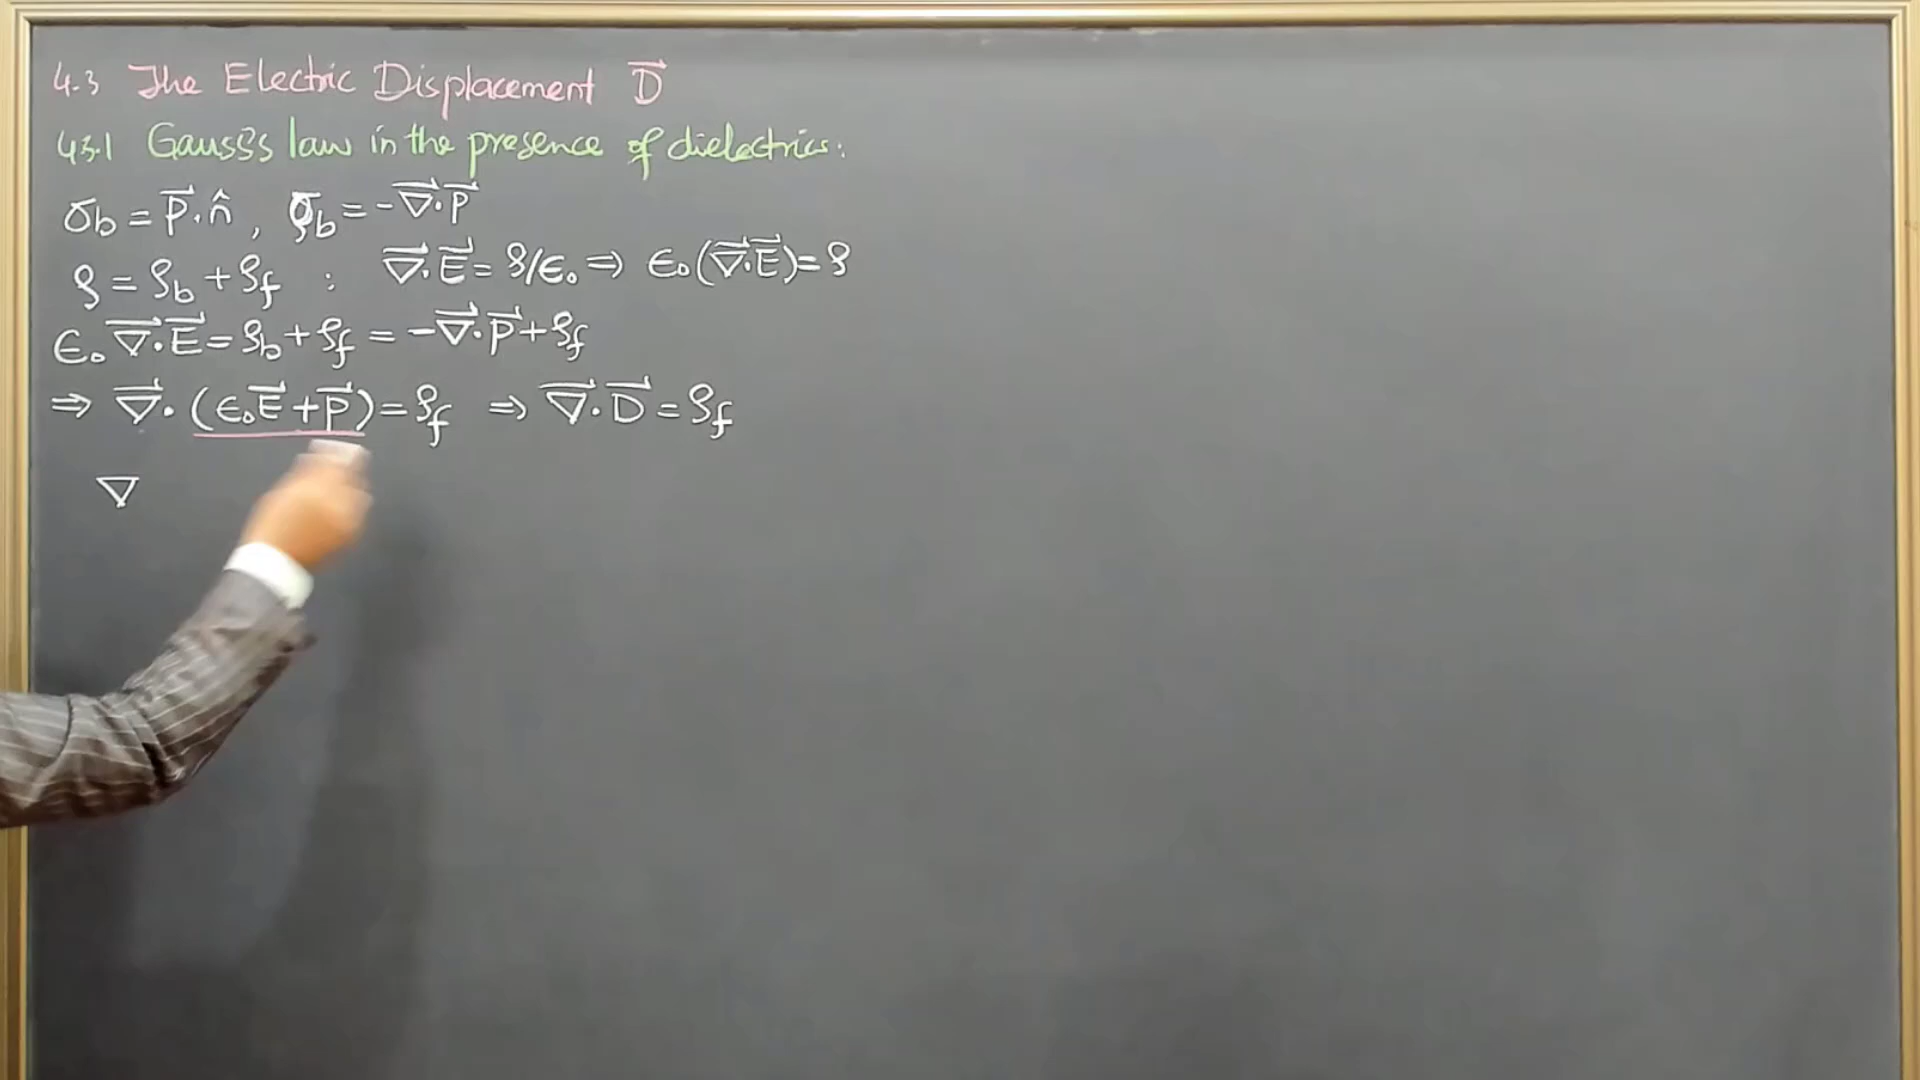 4.3 The Electric Displacement D⃗
4.3.1 Gauss's law in the presence of dielectrics:
σb = P⃗·n̂ , ρb = -∇⃗·P⃗
ρ = ρb + ρf : ∇⃗·E⃗ = ρ/ϵ₀ ⇒ ϵ₀(∇⃗·E⃗) = ρ
ϵ₀ ∇⃗·E⃗ = ρb + ρf = -∇⃗·P⃗ + ρf
⇒ ∇⃗·(ϵ₀E⃗ + P⃗) = ρf ⇒ ∇⃗·D⃗ = ρf
∇